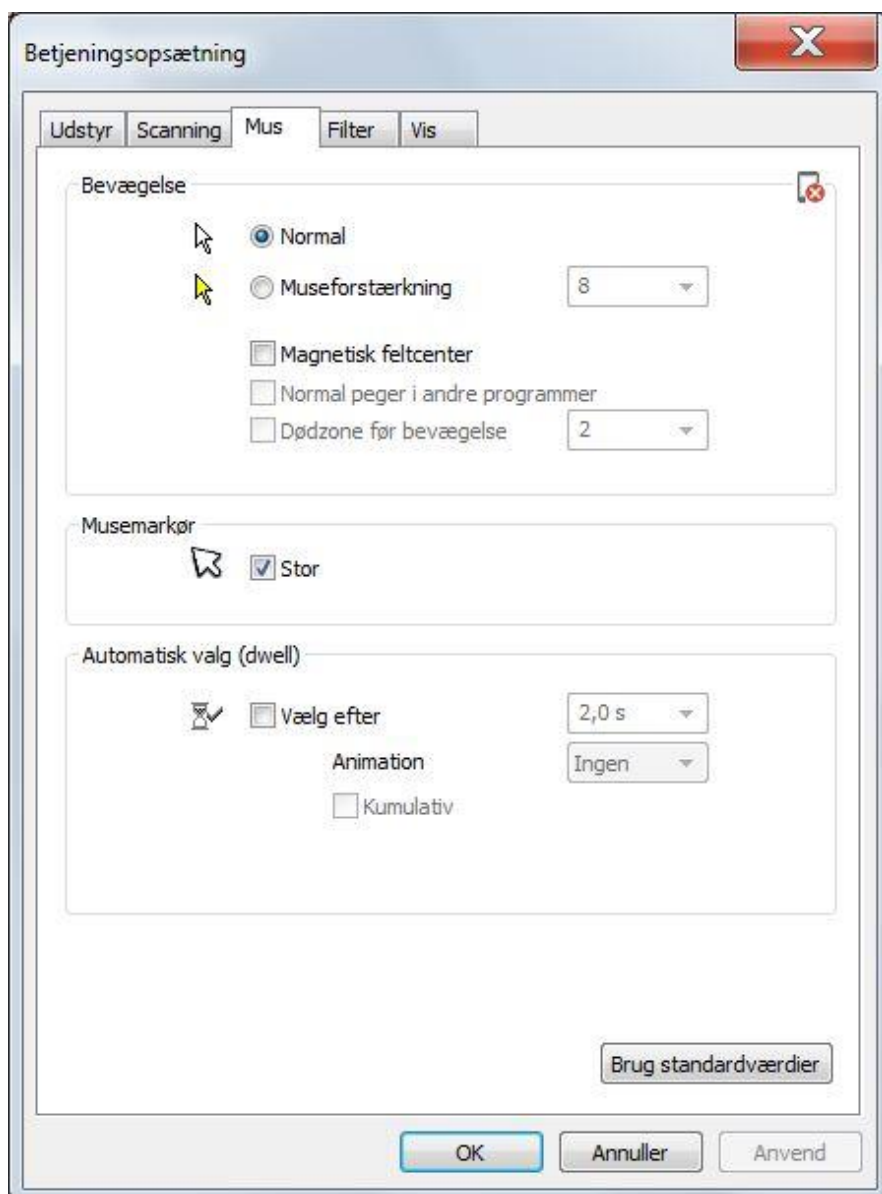 Betjeningsopsætning
Udstyr Scanning Mus Filter Vis
Bevægelse
Normal
Museforstærkning 8
Magnetisk feltcenter
Normal peger i andre programmer
Dødzone før bevægelse 2
Musemarkør
Stor
Automatisk valg (dwell)
Vælg efter 2,0 s
Animation Ingen
Kumulativ
Brug standardværdier
OK Annuller Anvend